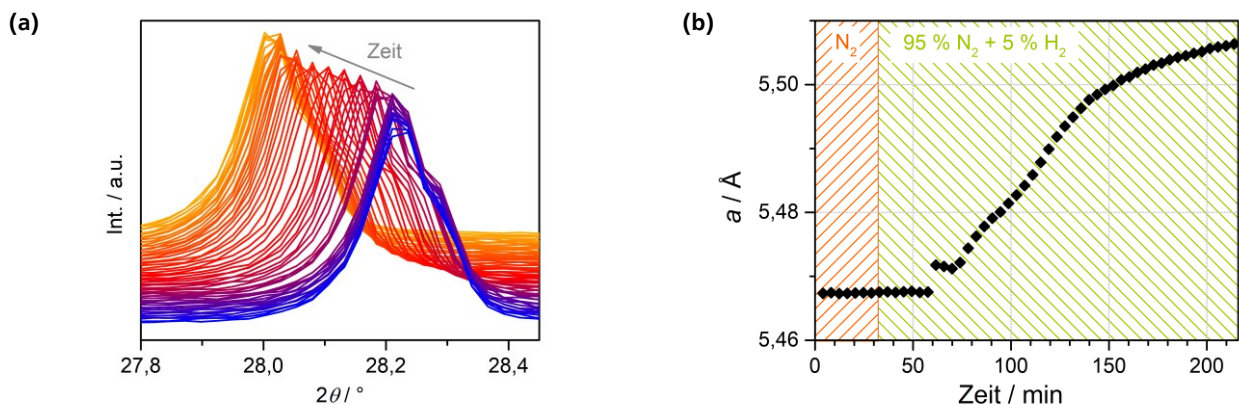 (a)
Zeit
Int. / a.u.
27,8
28,0
28,2
28,4
2θ / °
(b)
N₂
95 % N₂ + 5 % H₂
5,50
5,48
5,46
a / Å
0
50
100
150
200
Zeit / min